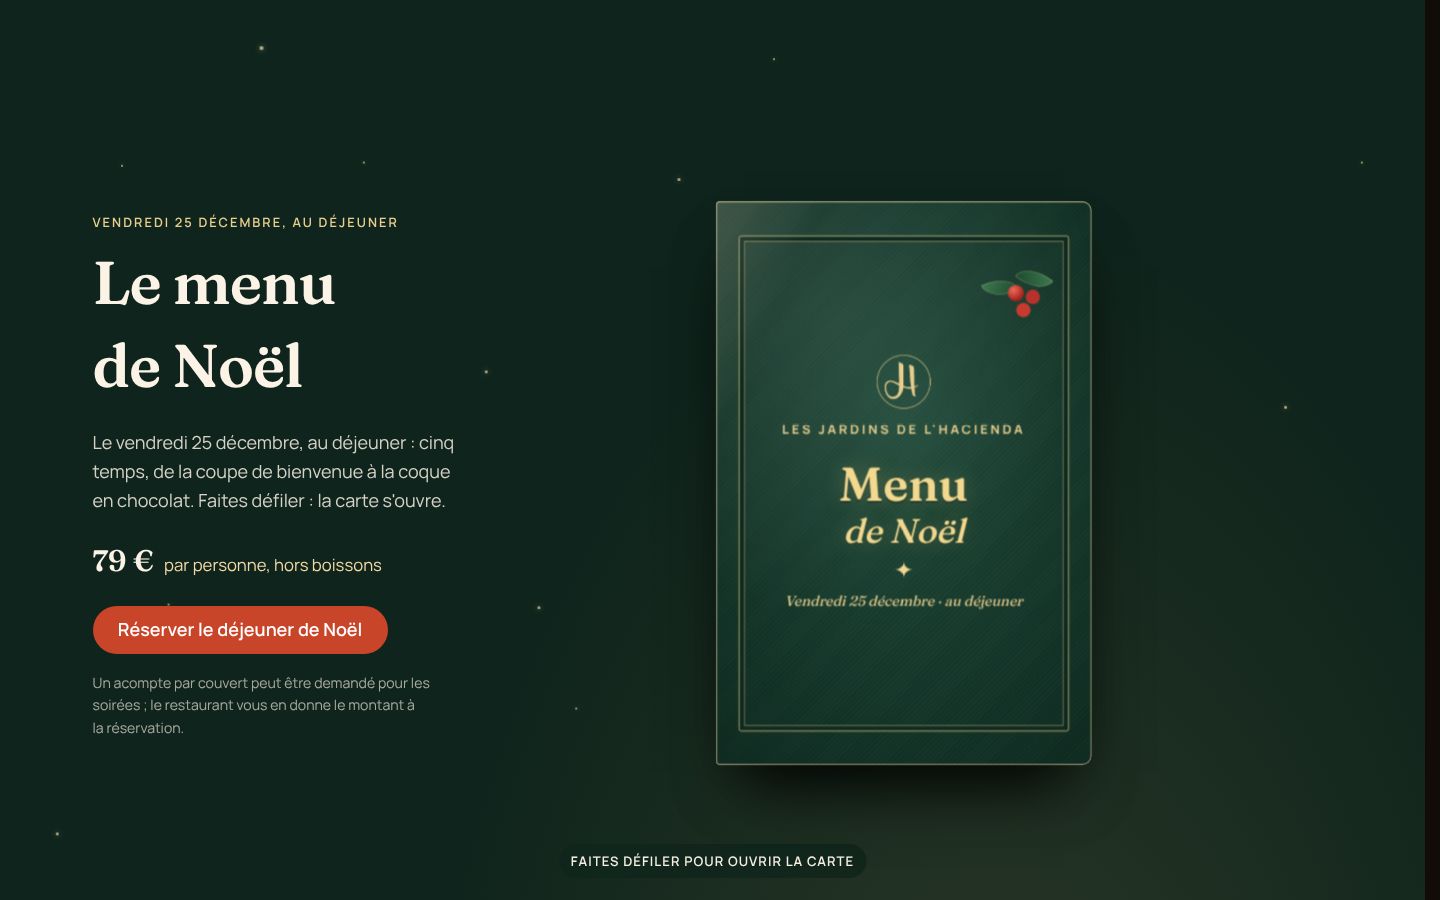 VENDREDI 25 DÉCEMBRE, AU DÉJEUNER
Le menu
de Noël
Le vendredi 25 décembre, au déjeuner : cinq
temps, de la coupe de bienvenue à la coque
en chocolat. Faites défiler : la carte s'ouvre.
79 € par personne, hors boissons
Réserver le déjeuner de Noël
Un acompte par couvert peut être demandé pour les
soirées ; le restaurant vous en donne le montant à
la réservation.
H
LES JARDINS DE L'HACIENDA
Menu
de Noël
Vendredi 25 décembre · au déjeuner
FAITES DÉFILER POUR OUVRIR LA CARTE